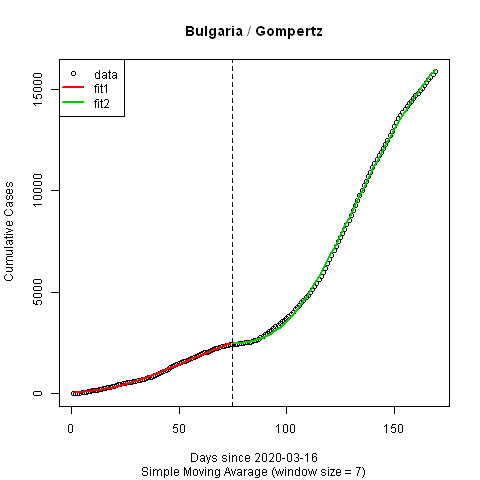 Bulgaria / Gompertz
data
fit1
fit2
Cumulative Cases
15000
10000
5000
0
0 50 100 150
Days since 2020-03-16
Simple Moving Avarage (window size = 7)